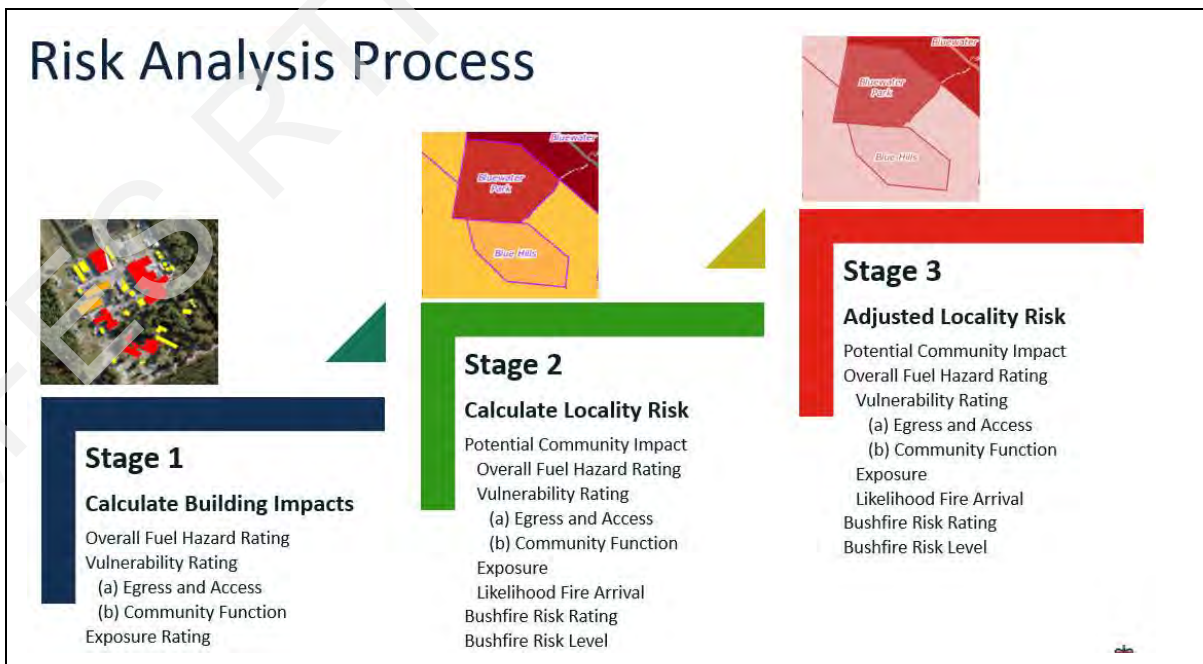 Risk Analysis Process
Stage 1
Calculate Building Impacts
Overall Fuel Hazard Rating
Vulnerability Rating
(a) Egress and Access
(b) Community Function
Exposure Rating
Bluewater
Bluewater
Park
Blue Hills
Stage 2
Calculate Locality Risk
Potential Community Impact
Overall Fuel Hazard Rating
Vulnerability Rating
(a) Egress and Access
(b) Community Function
Exposure
Likelihood Fire Arrival
Bushfire Risk Rating
Bushfire Risk Level
Bluewater
Bluewater
Park
Blue Hills
Stage 3
Adjusted Locality Risk
Potential Community Impact
Overall Fuel Hazard Rating
Vulnerability Rating
(a) Egress and Access
(b) Community Function
Exposure
Likelihood Fire Arrival
Bushfire Risk Rating
Bushfire Risk Level